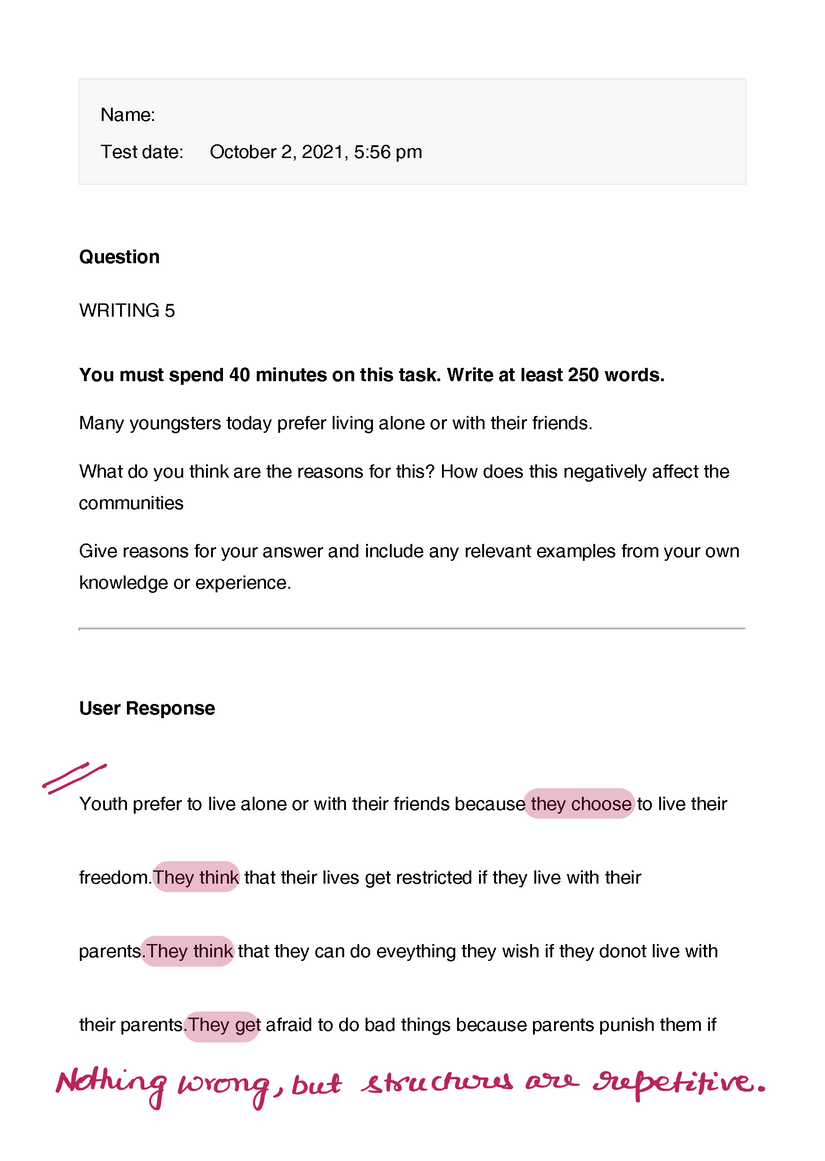 Name:
Test date: October 2, 2021, 5:56 pm
Question
WRITING 5
You must spend 40 minutes on this task. Write at least 250 words.
Many youngsters today prefer living alone or with their friends.
What do you think are the reasons for this? How does this negatively affect the
communities
Give reasons for your answer and include any relevant examples from your own
knowledge or experience.
User Response
Youth prefer to live alone or with their friends because they choose to live their
freedom.They think that their lives get restricted if they live with their
parents.They think that they can do eveything they wish if they donot live with
their parents.They get afraid to do bad things because parents punish them if
Nothing wrong, but structures are repetitive.